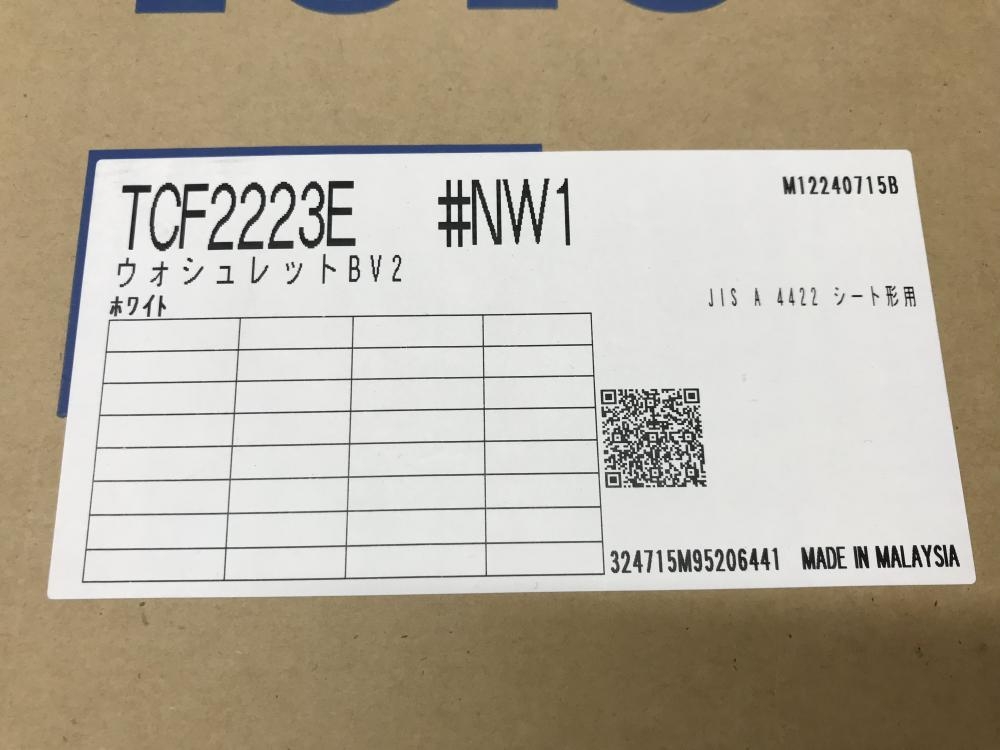 TCF2223E #NW1
M12240715B
ウォシュレットBV2
ホワイト
JIS A 4422 シート形用
324715M95206441 MADE IN MALAYSIA